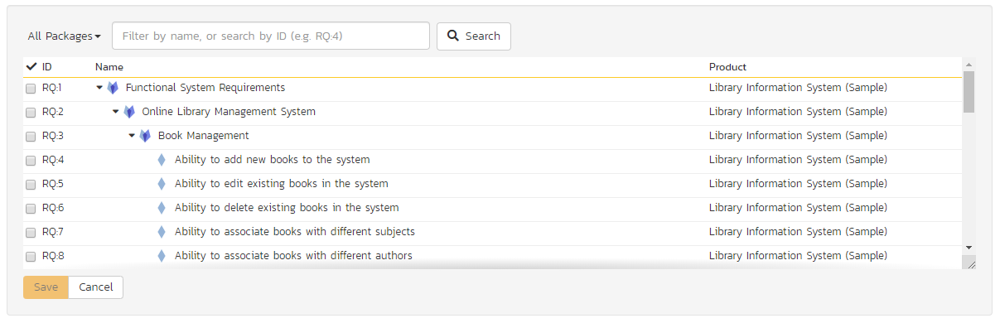 All Packages Filter by name, or search by ID (e.g. RQ:4) Search
ID Name Product
RQ:1 Functional System Requirements Library Information System (Sample)
RQ:2 Online Library Management System Library Information System (Sample)
RQ:3 Book Management Library Information System (Sample)
RQ:4 Ability to add new books to the system Library Information System (Sample)
RQ:5 Ability to edit existing books in the system Library Information System (Sample)
RQ:6 Ability to delete existing books in the system Library Information System (Sample)
RQ:7 Ability to associate books with different subjects Library Information System (Sample)
RQ:8 Ability to associate books with different authors Library Information System (Sample)
Save Cancel